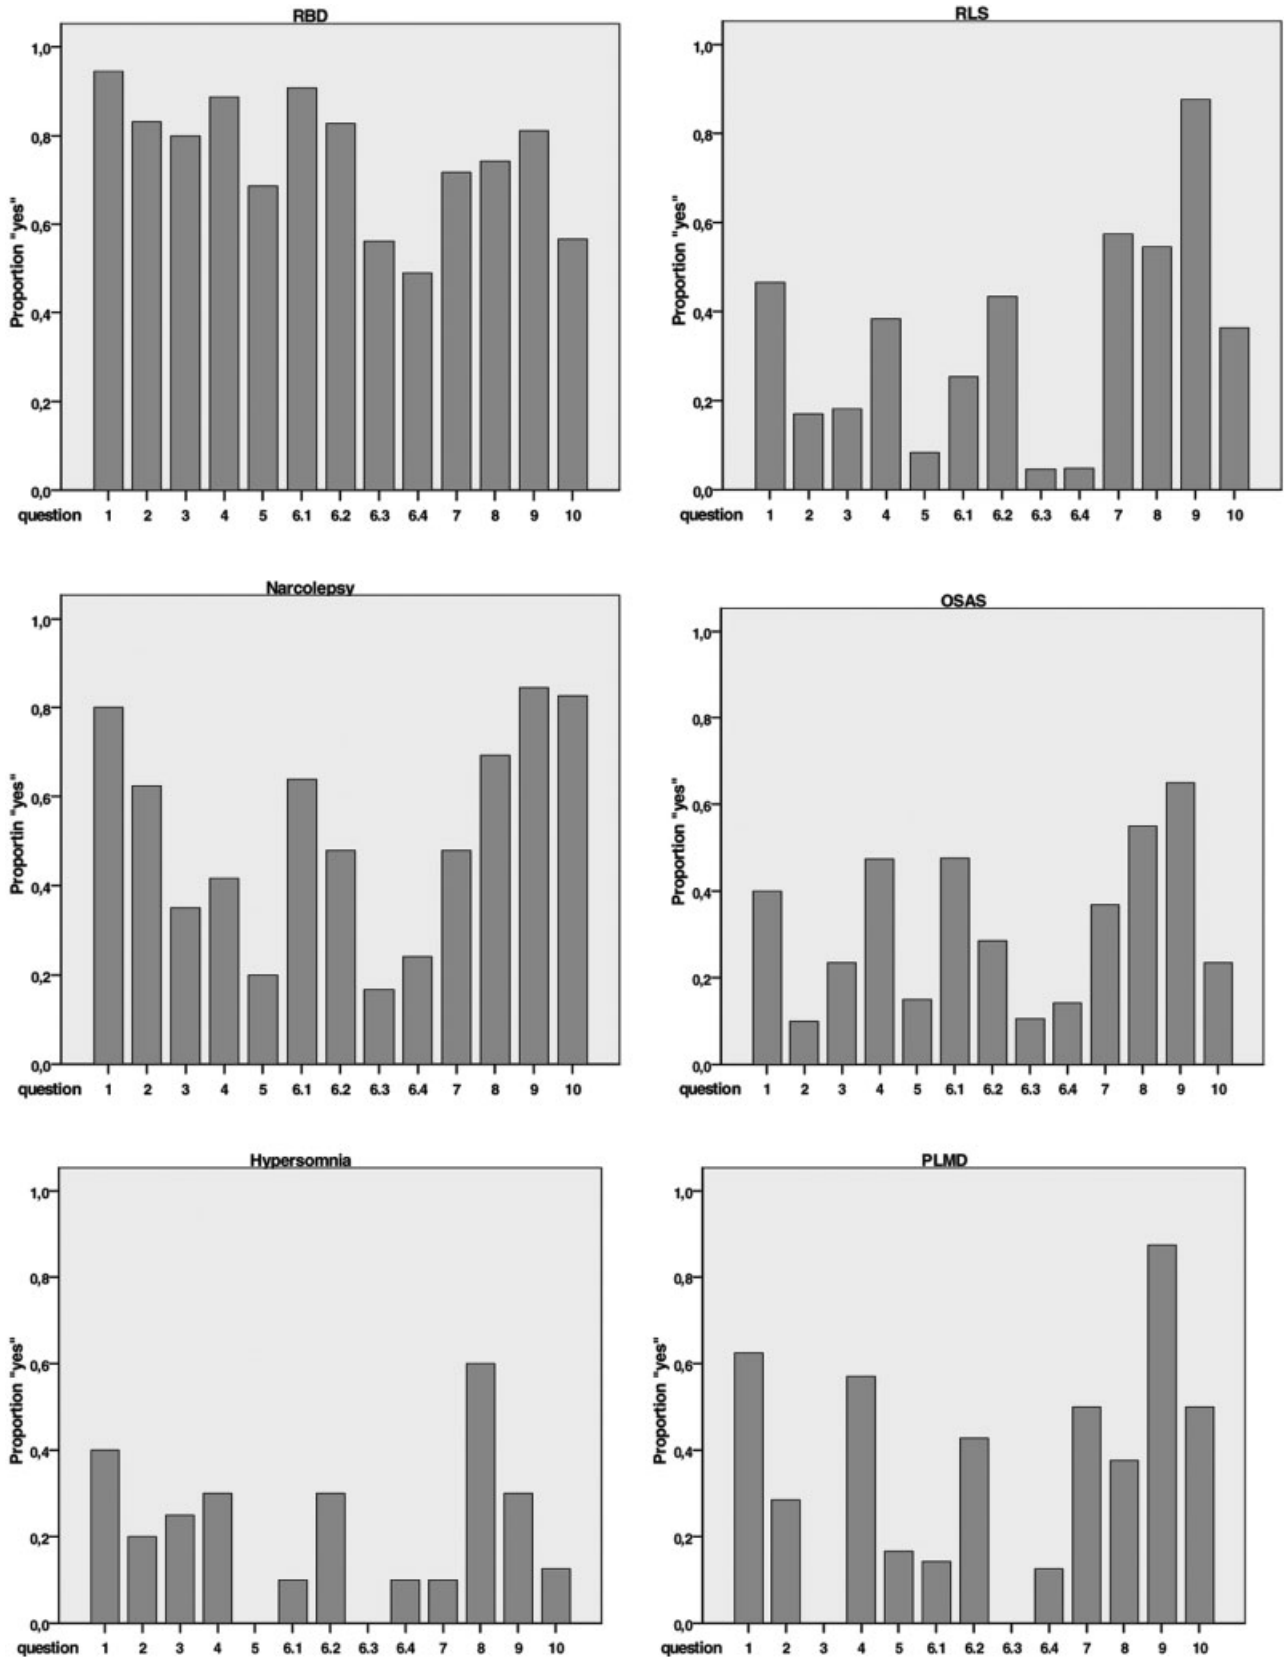 RBD
1,0
0,8
0,6
0,4
0,2
0,0
Proportion "yes"
question 1 2 3 4 5 6.1 6.2 6.3 6.4 7 8 9 10
RLS
1,0
0,8
0,6
0,4
0,2
0,0
Proportion "yes"
question 1 2 3 4 5 6.1 6.2 6.3 6.4 7 8 9 10
Narcolepsy
1,0
0,8
0,6
0,4
0,2
0,0
Proportin "yes"
question 1 2 3 4 5 6.1 6.2 6.3 6.4 7 8 9 10
OSAS
1,0
0,8
0,6
0,4
0,2
0,0
Proportion "yes"
question 1 2 3 4 5 6.1 6.2 6.3 6.4 7 8 9 10
Hypersomnia
1,0
0,8
0,6
0,4
0,2
0,0
Proportion "yes"
question 1 2 3 4 5 6.1 6.2 6.3 6.4 7 8 9 10
PLMD
1,0
0,8
0,6
0,4
0,2
0,0
Proportion "yes"
question 1 2 3 4 5 6.1 6.2 6.3 6.4 7 8 9 10